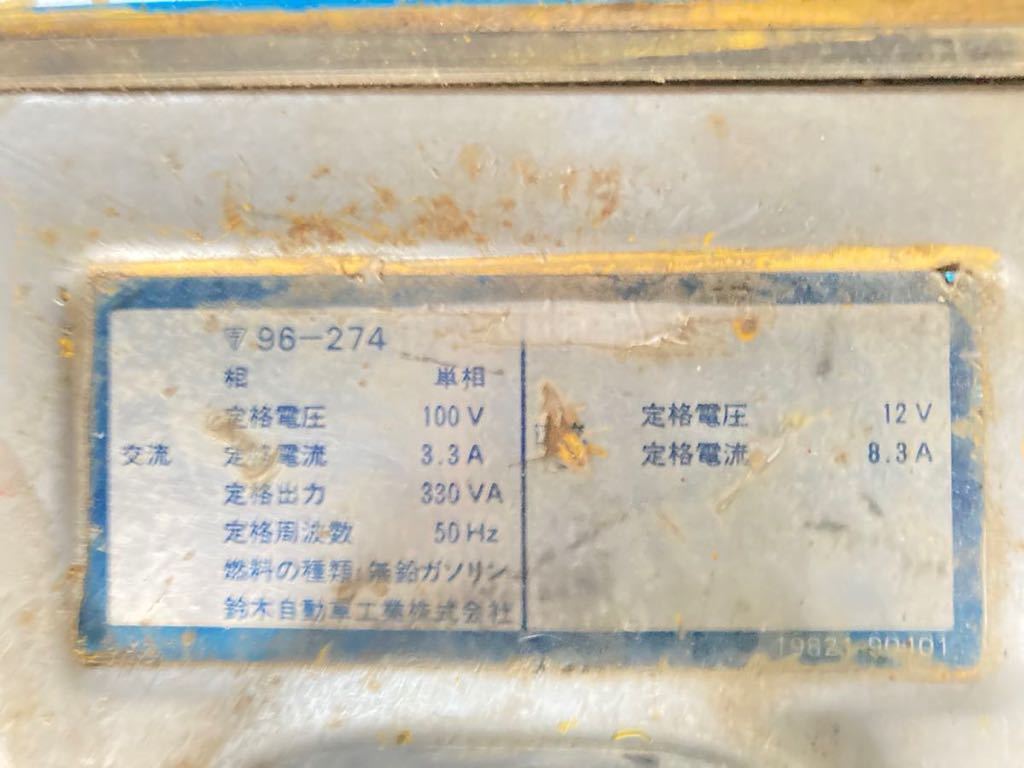 〒96-274
相 単相
定格電圧 100V
交流 定格電流 3.3A
定格出力 330VA
定格周波数 50Hz
燃料の種類 無鉛ガソリン
鈴木自動車工業株式会社
定格電圧 12V
定格電流 8.3A
19821-90101